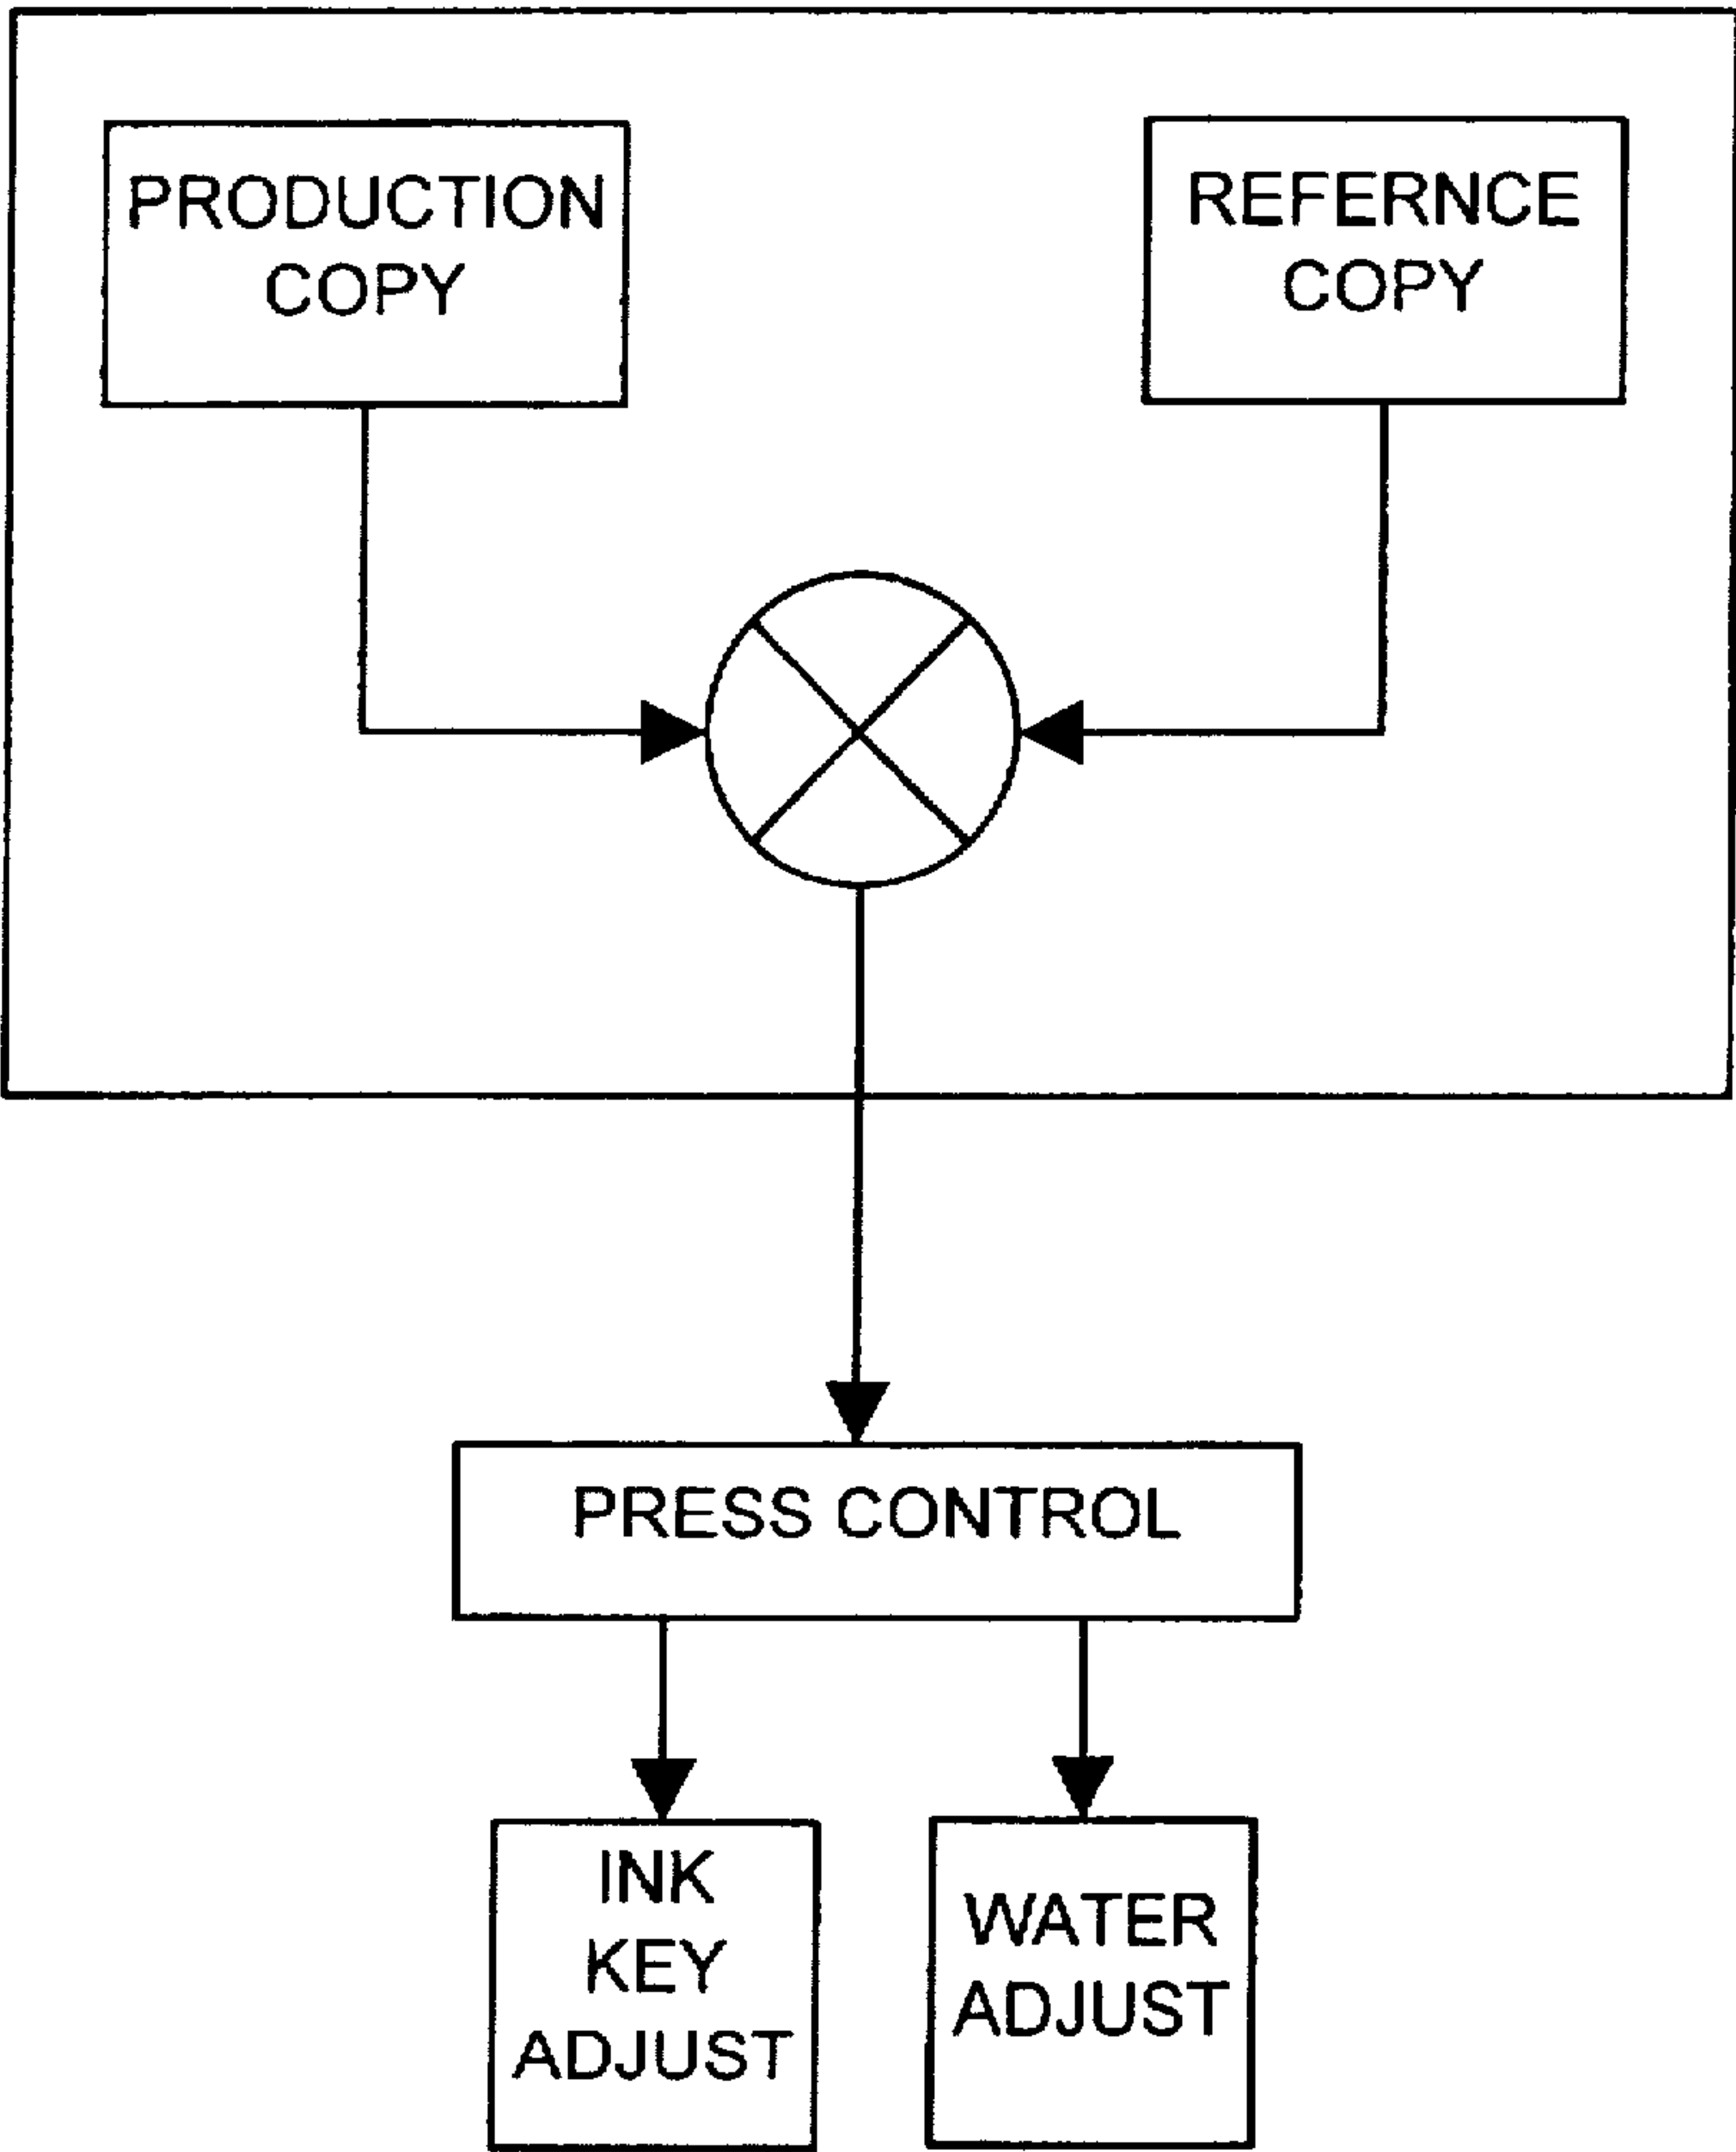 PRODUCTION
COPY
REFERNCE
COPY
PRESS CONTROL
INK
KEY
ADJUST
WATER
ADJUST